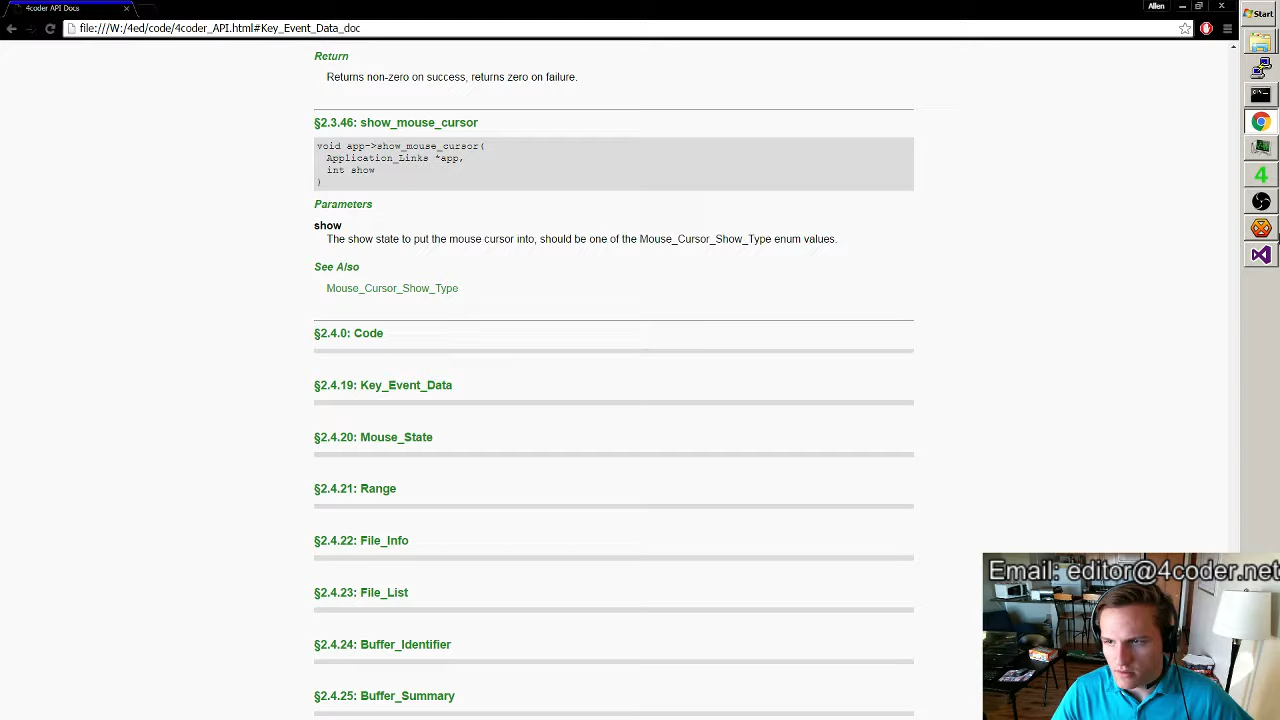 4coder API Docs
Allen
Start
file:///W:/4ed/code/4coder_API.html#Key_Event_Data_doc
Return
Returns non-zero on success, returns zero on failure.
§2.3.46: show_mouse_cursor
void app->show_mouse_cursor(
Application_Links *app,
int show
)
Parameters
show
The show state to put the mouse cursor into, should be one of the Mouse_Cursor_Show_Type enum values.
See Also
Mouse_Cursor_Show_Type
§2.4.0: Code
§2.4.19: Key_Event_Data
§2.4.20: Mouse_State
§2.4.21: Range
§2.4.22: File_Info
§2.4.23: File_List
§2.4.24: Buffer_Identifier
§2.4.25: Buffer_Summary
4
Email: editor@4coder.net